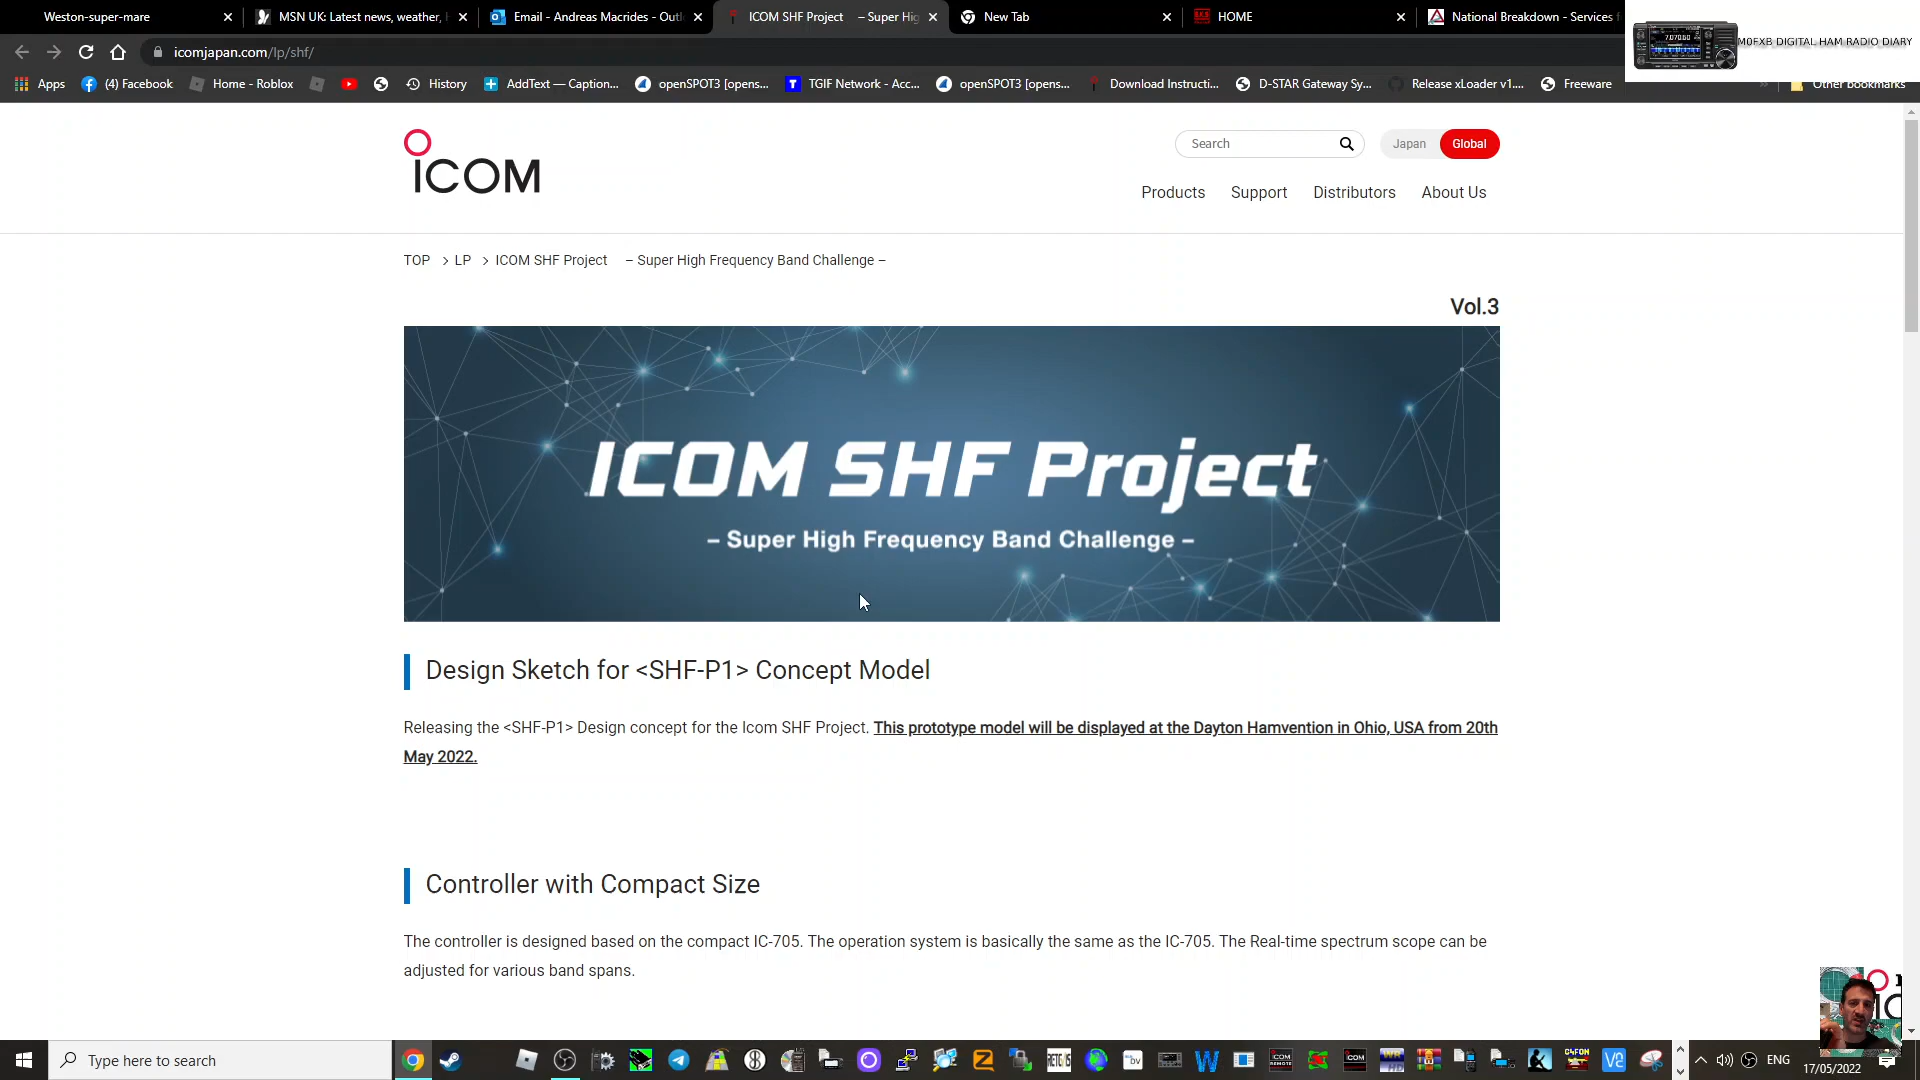 Weston-super-mare
MSN UK: Latest news, weather,
Email - Andreas Macrides - Outl
ICOM SHF Project – Super Hig
New Tab
HOME
National Breakdown - Services f
M0FXB DIGITAL HAM RADIO DIARY
icomjapan.com/lp/shf/
Apps
(4) Facebook
Home - Roblox
History
AddText — Caption...
openSPOT3 [opens...
TGIF Network - Acc...
openSPOT3 [opens...
Download Instructi...
D-STAR Gateway Sy...
Release xLoader v1....
Freeware
Other bookmarks
ICOM
Search
Japan
Global
Products
Support
Distributors
About Us
TOP > LP > ICOM SHF Project – Super High Frequency Band Challenge –
Vol.3
ICOM SHF Project
– Super High Frequency Band Challenge –
Design Sketch for <SHF-P1> Concept Model
Releasing the <SHF-P1> Design concept for the Icom SHF Project. This prototype model will be displayed at the Dayton Hamvention in Ohio, USA from 20th
May 2022.
Controller with Compact Size
The controller is designed based on the compact IC-705. The operation system is basically the same as the IC-705. The Real-time spectrum scope can be
adjusted for various band spans.
Type here to search
ENG
17/05/2022